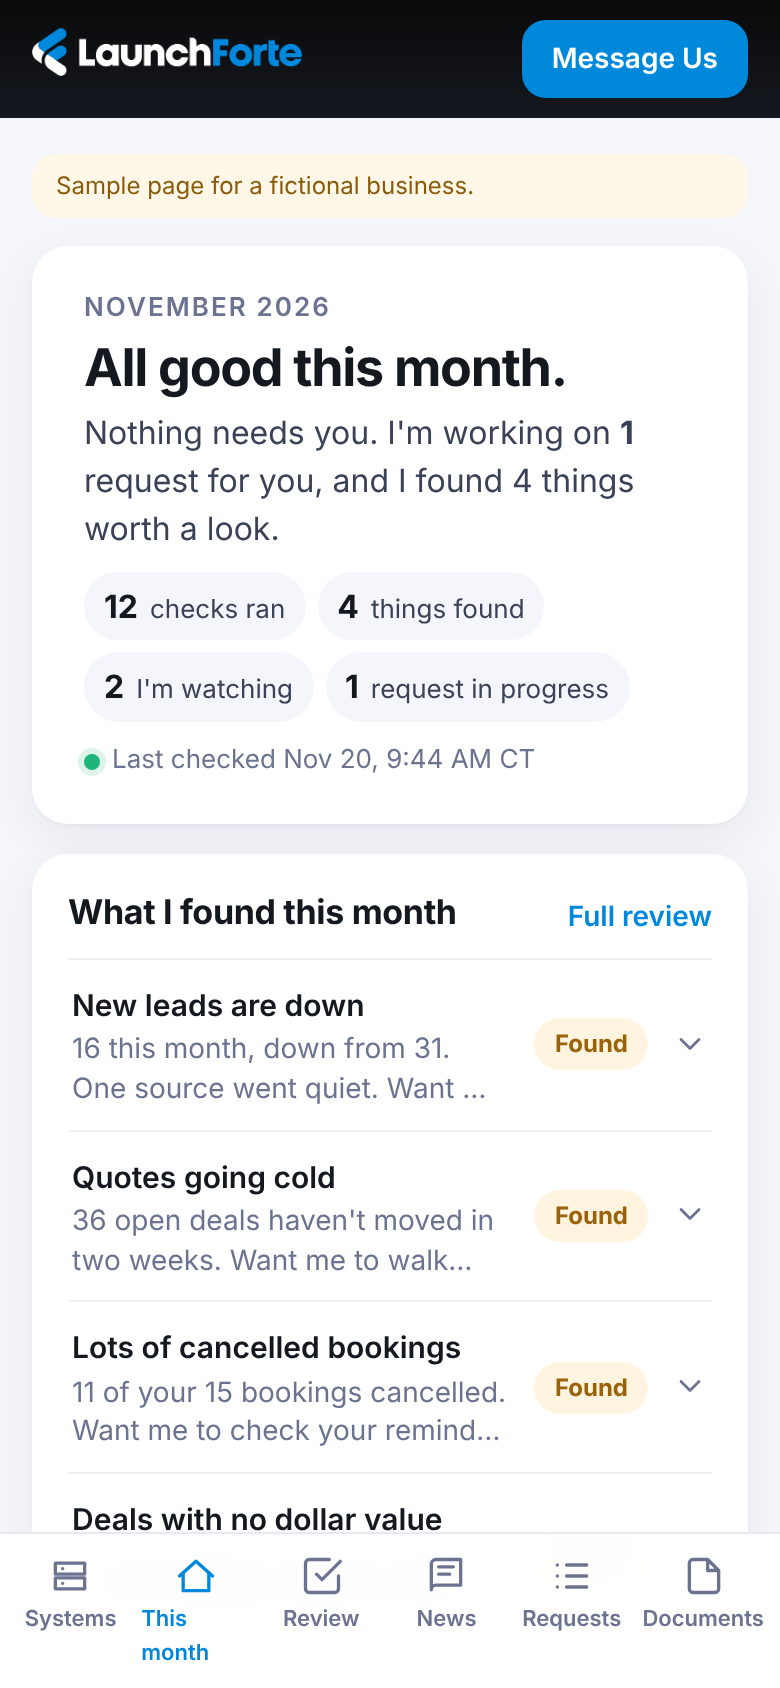 LaunchForte
Message Us
Sample page for a fictional business.
NOVEMBER 2026
All good this month.
Nothing needs you. I'm working on 1
request for you, and I found 4 things
worth a look.
12 checks ran
4 things found
2 I'm watching
1 request in progress
Last checked Nov 20, 9:44 AM CT
What I found this month
Full review
New leads are down
16 this month, down from 31.
One source went quiet. Want ...
Found
Quotes going cold
36 open deals haven't moved in
two weeks. Want me to walk...
Found
Lots of cancelled bookings
11 of your 15 bookings cancelled.
Want me to check your remind...
Found
Deals with no dollar value
Systems
This
month
Review
News
Requests
Documents